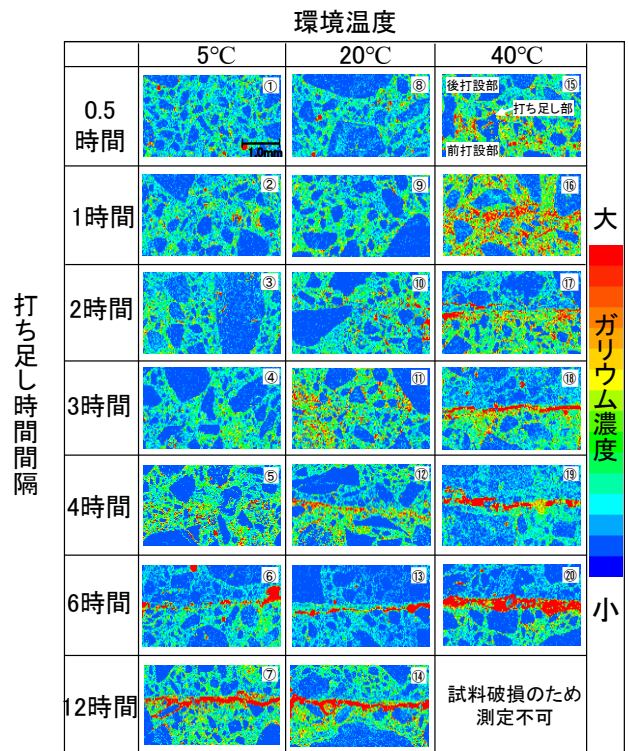 環境温度
5℃
20℃
40℃
打ち足し時間間隔
0.5
時間
①
1.0mm
⑧
⑮
後打設部
打ち足し部
前打設部
1時間
②
⑨
⑯
2時間
③
⑩
⑰
3時間
④
⑪
⑱
4時間
⑤
⑫
⑲
6時間
⑥
⑬
⑳
12時間
⑦
⑭
試料破損のため
測定不可
大
ガリウム濃度
小